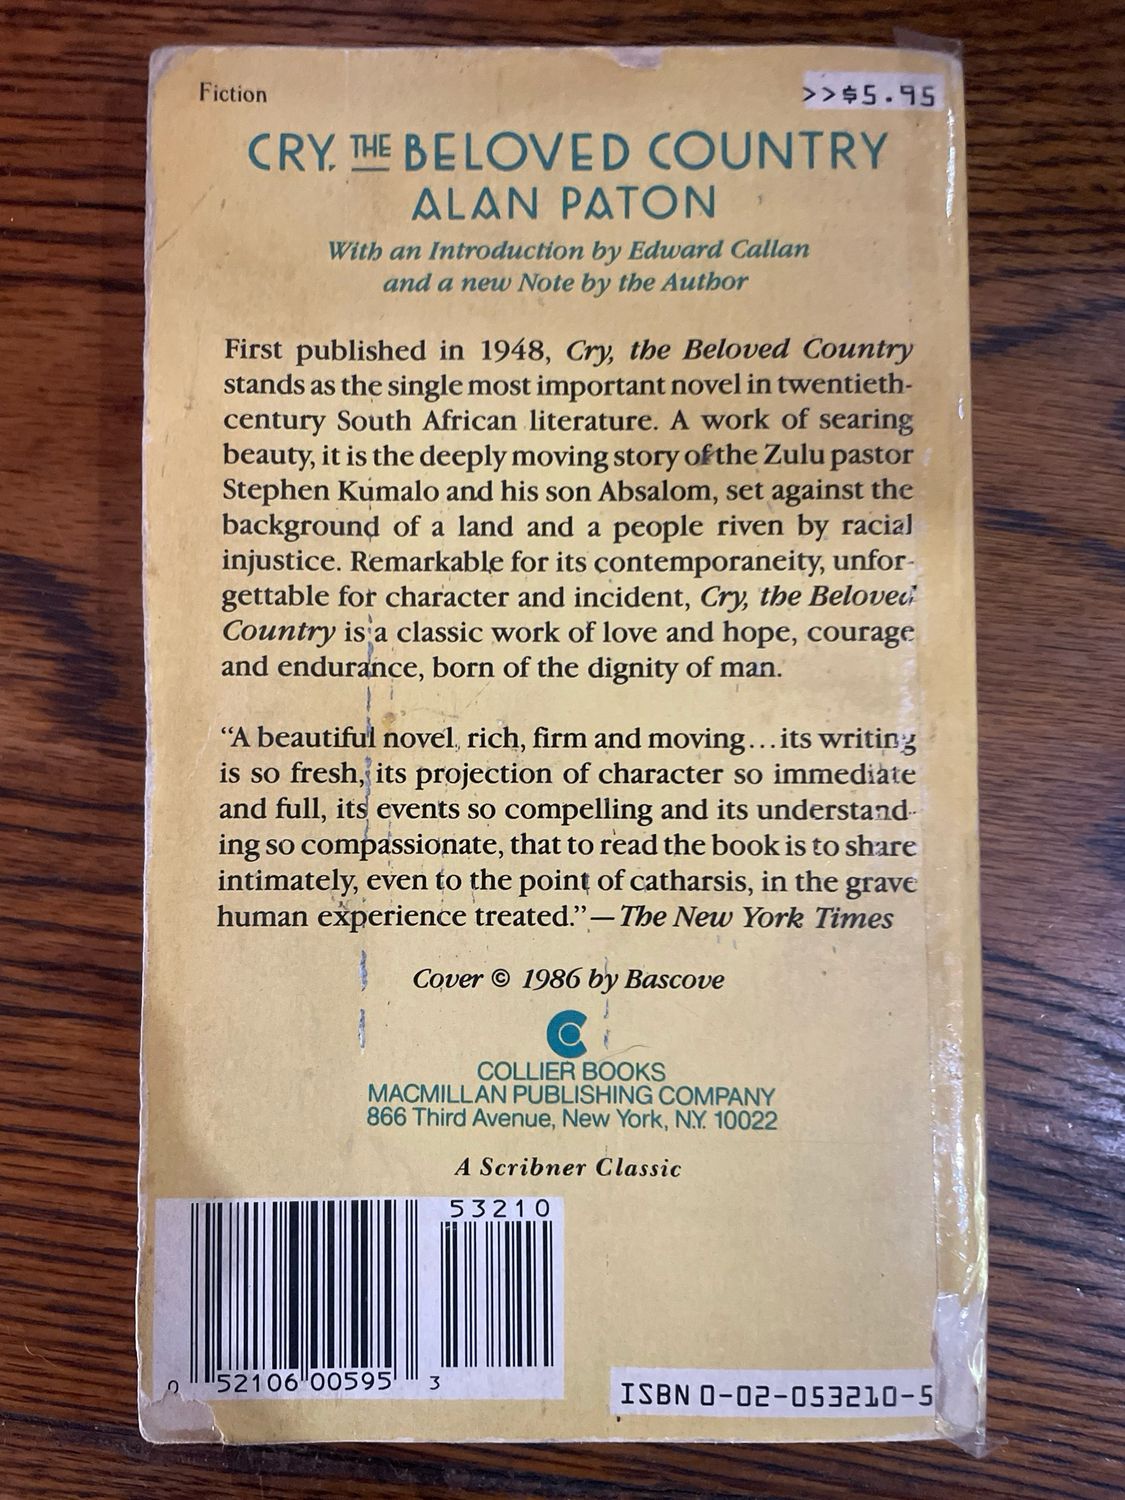 Fiction
>>$5.95
CRY, THE BELOVED COUNTRY
ALAN PATON
With an Introduction by Edward Callan
and a new Note by the Author
First published in 1948, Cry, the Beloved Country
stands as the single most important novel in twentieth-
century South African literature. A work of searing
beauty, it is the deeply moving story of the Zulu pastor
Stephen Kumalo and his son Absalom, set against the
background of a land and a people riven by racial
injustice. Remarkable for its contemporaneity, unfor-
gettable for character and incident, Cry, the Beloved
Country is a classic work of love and hope, courage
and endurance, born of the dignity of man.
“A beautiful novel, rich, firm and moving...its writing
is so fresh, its projection of character so immediate
and full, its events so compelling and its understand-
ing so compassionate, that to read the book is to share
intimately, even to the point of catharsis, in the grave
human experience treated.”—The New York Times
Cover © 1986 by Bascove
COLLIER BOOKS
MACMILLAN PUBLISHING COMPANY
866 Third Avenue, New York, N.Y. 10022
A Scribner Classic
53210
0 52106 00595 3
ISBN 0-02-053210-5